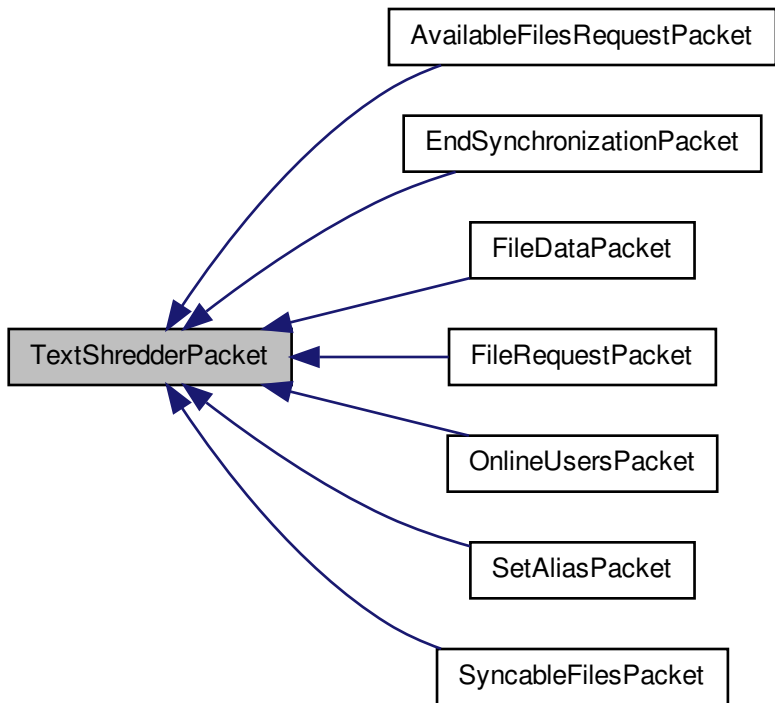 AvailableFilesRequestPacket
EndSynchronizationPacket
FileDataPacket
TextShredderPacket
FileRequestPacket
OnlineUsersPacket
SetAliasPacket
SyncableFilesPacket